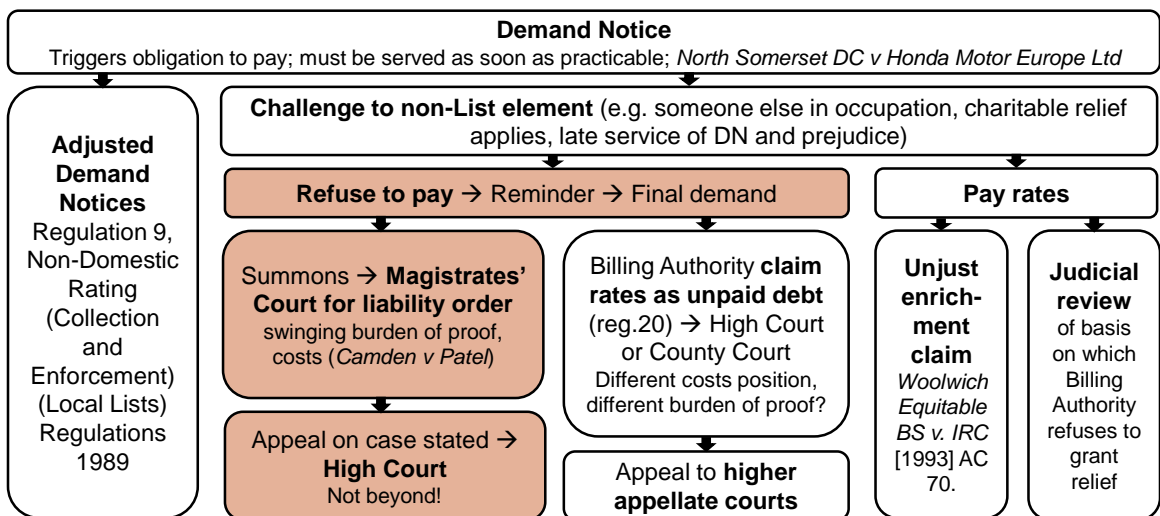 Demand Notice
Triggers obligation to pay; must be served as soon as practicable; North Somerset DC v Honda Motor Europe Ltd
Adjusted
Demand
Notices
Regulation 9,
Non-Domestic
Rating
(Collection
and
Enforcement)
(Local Lists)
Regulations
1989
Challenge to non-List element (e.g. someone else in occupation, charitable relief
applies, late service of DN and prejudice)
Refuse to pay → Reminder → Final demand
Summons → Magistrates’
Court for liability order
swinging burden of proof,
costs (Camden v Patel)
Appeal on case stated →
High Court
Not beyond!
Billing Authority claim
rates as unpaid debt
(reg.20) → High Court
or County Court
Different costs position,
different burden of proof?
Appeal to higher
appellate courts
Pay rates
Unjust
enrich-
ment
claim
Woolwich
Equitable
BS v. IRC
[1993] AC
70.
Judicial
review
of basis
on which
Billing
Authority
refuses to
grant
relief